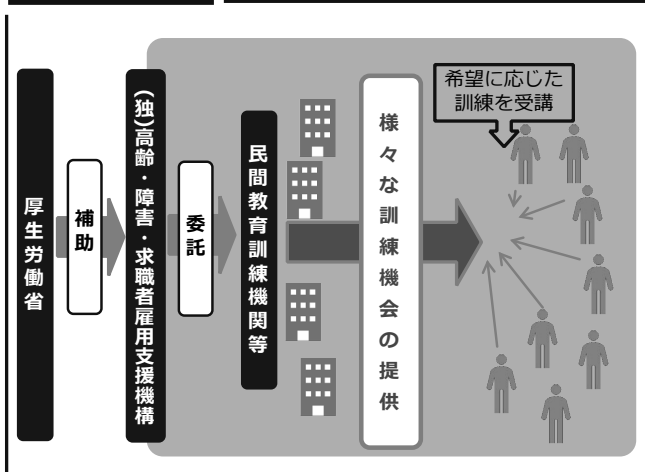 厚生労働省
補助
(独)高齢・障害・求職者雇用支援機構
委託
民間教育訓練機関等
様々な訓練機会の提供
希望に応じた
訓練を受講